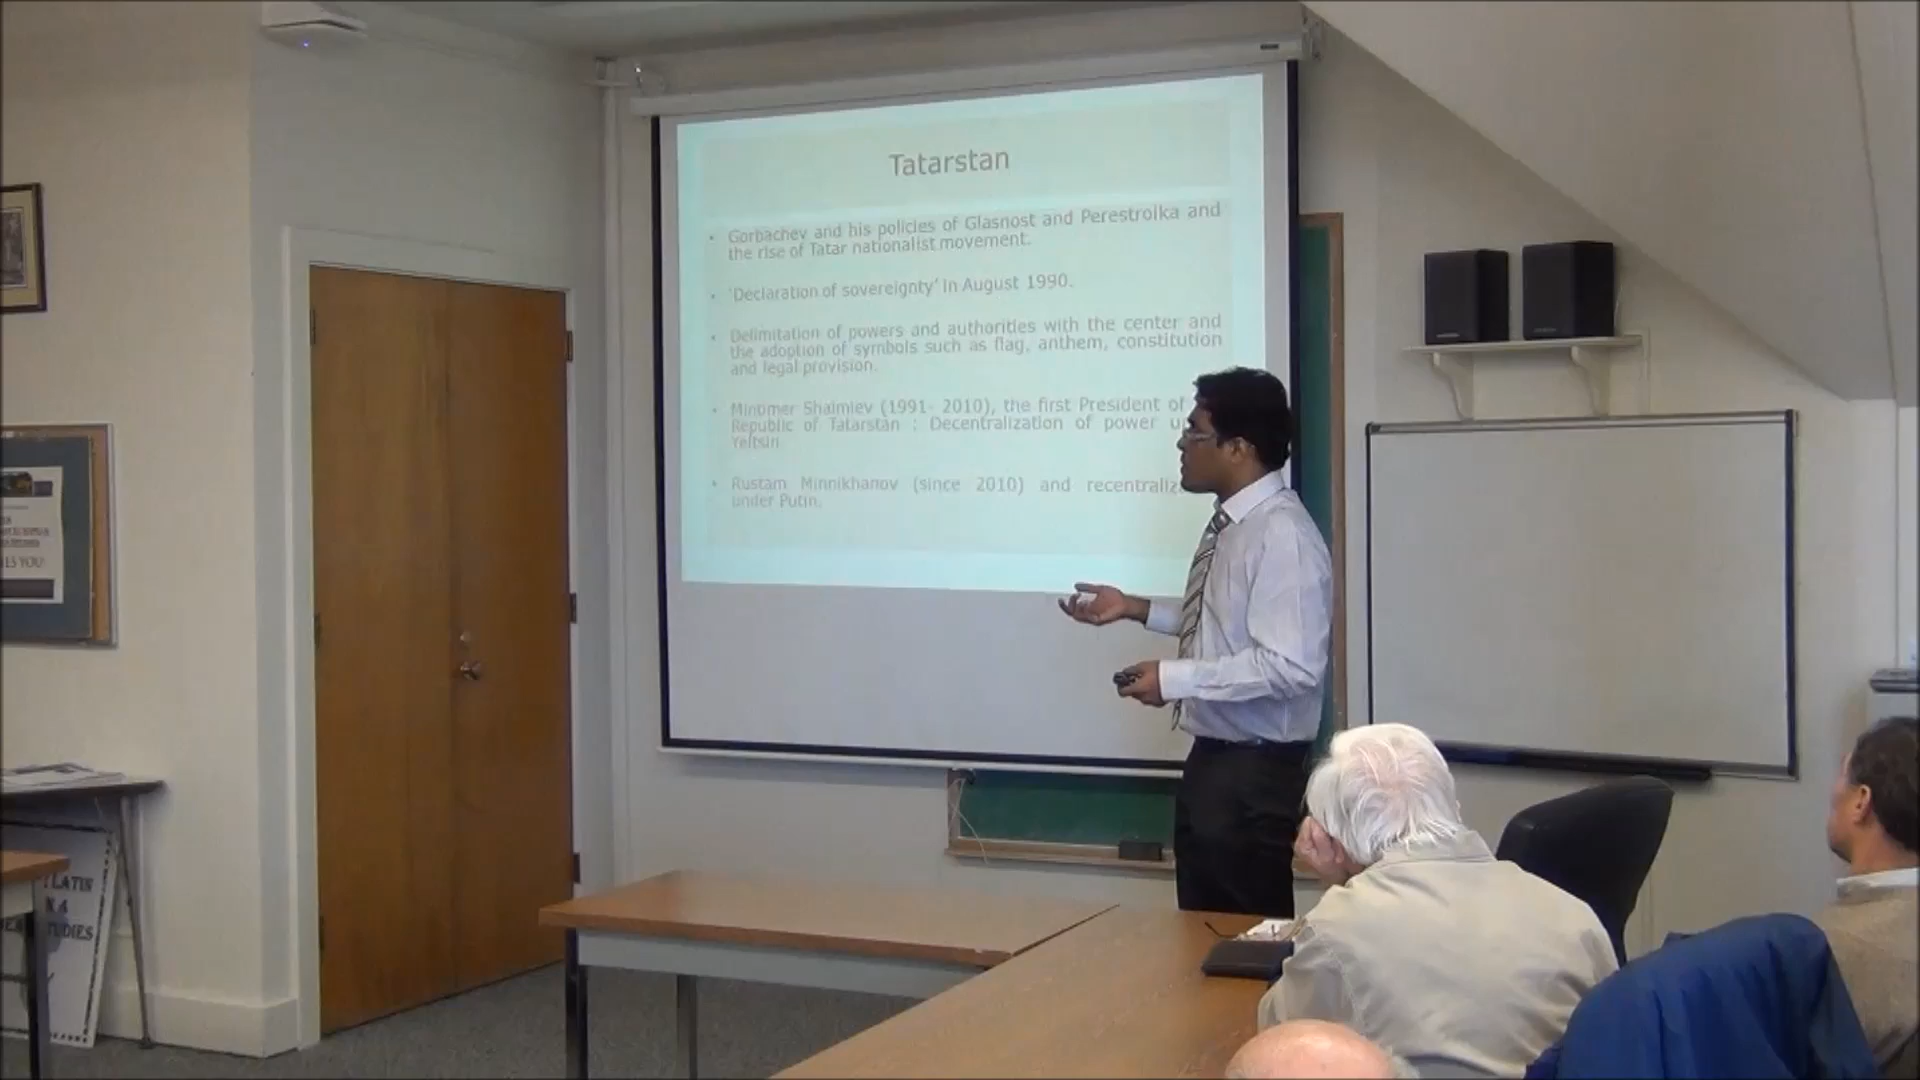 Tatarstan
• Gorbachev and his policies of Glasnost and Perestroika and
the rise of Tatar nationalist movement.
• 'Declaration of sovereignty' in August 1990.
• Delimitation of powers and authorities with the center and
the adoption of symbols such as flag, anthem, constitution
and legal provision.
• Mintimer Shaimiev (1991- 2010), the first President of
Republic of Tatarstan : Decentralization of power
Yeltsin
• Rustam Minnikhanov (since 2010) and
under Putin.
YOU
LATIN